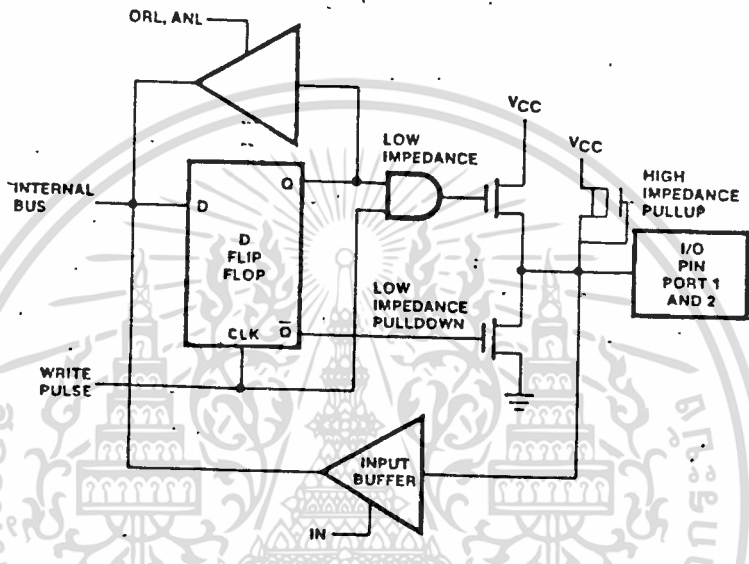 ORL, ANL
VCC
VCC
LOW
IMPEDANCE
HIGH
IMPEDANCE
PULLUP
INTERNAL
BUS
D
Q
D
FLIP
FLOP
I/O
PIN
PORT 1
AND 2
LOW
IMPEDANCE
PULLDOWN
CLK
Q̅
WRITE
PULSE
INPUT
BUFFER
IN